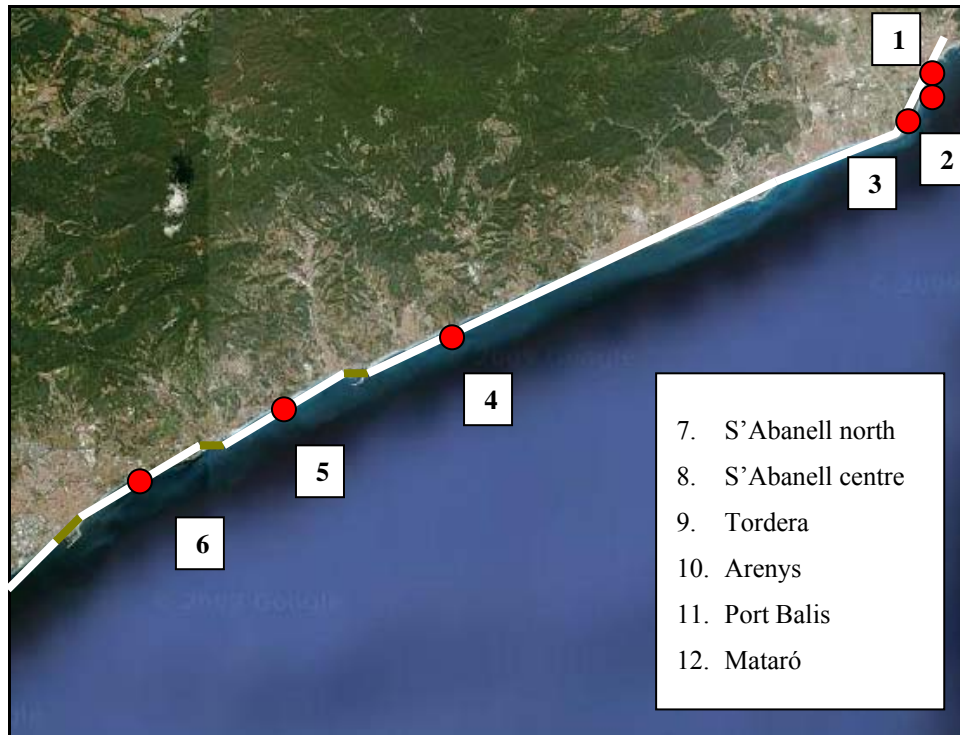 1
2
3
4
5
6
7. S'Abanell north
8. S'Abanell centre
9. Tordera
10. Arenys
11. Port Balis
12. Mataró